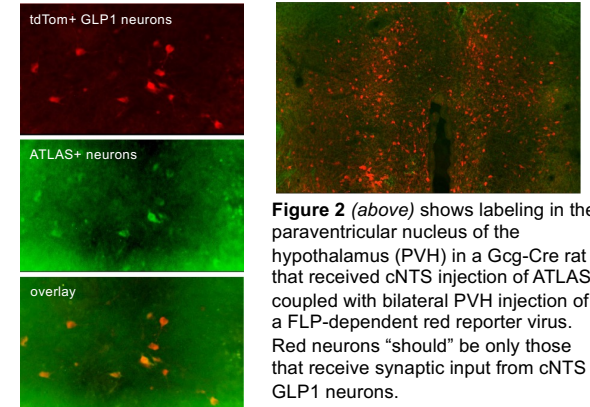 tdTom+ GLP1 neurons
ATLAS+ neurons
overlay
Figure 2 (above) shows labeling in the
paraventricular nucleus of the
hypothalamus (PVH) in a Gcg-Cre rat
that received cNTS injection of ATLAS
coupled with bilateral PVH injection of
a FLP-dependent red reporter virus.
Red neurons “should” be only those
that receive synaptic input from cNTS
GLP1 neurons.